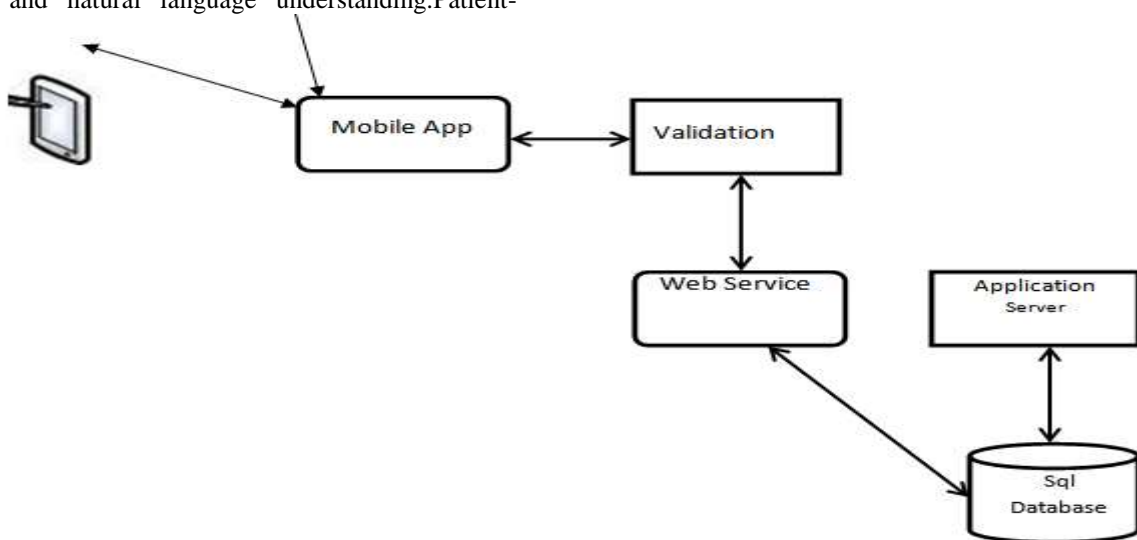 and natural language understanding.Patient-
Mobile App
Validation
Web Service
Application
Server
Sql
Database